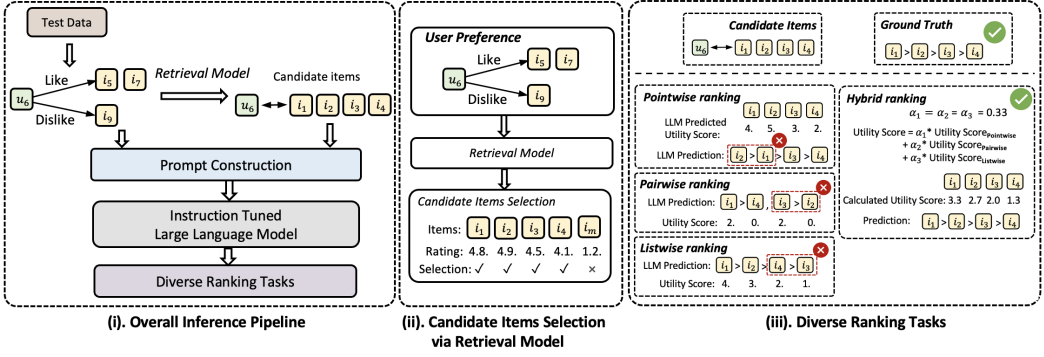 Test Data
Like
i5 i7
u6
Dislike
i9
Retrieval Model
Candidate items
u6
i1 i2 i3 i4
Prompt Construction
Instruction Tuned
Large Language Model
Diverse Ranking Tasks
(i). Overall Inference Pipeline
User Preference
Like
i5 i7
u6
Dislike
i9
Retrieval Model
Candidate Items Selection
Items: i1 i2 i3 i4 im
Rating: 4.8. 4.9. 4.5. 4.1. 1.2.
Selection: ✓ ✓ ✓ ✓ ×
(ii). Candidate Items Selection
via Retrieval Model
Candidate Items
u6 i1 i2 i3 i4
Ground Truth
i1 > i2 > i3 > i4
Pointwise ranking
i1 i2 i3 i4
LLM Predicted
Utility Score: 4. 5. 3. 2.
LLM Prediction: i2 > i1 > i3 > i4
Pairwise ranking
LLM Prediction: i1 > i4 , i3 > i2
Utility Score: 2. 0. 2. 0.
Listwise ranking
LLM Prediction: i1 > i2 > i4 > i3
Utility Score: 4. 3. 2. 1.
Hybrid ranking
α1 = α2 = α3 = 0.33
Utility Score = α1* Utility ScorePointwise
+ α2* Utility ScorePairwise
+ α3* Utility ScoreListwise
i1 i2 i3 i4
Calculated Utility Score: 3.3 2.7 2.0 1.3
Prediction: i1 > i2 > i3 > i4
(iii). Diverse Ranking Tasks